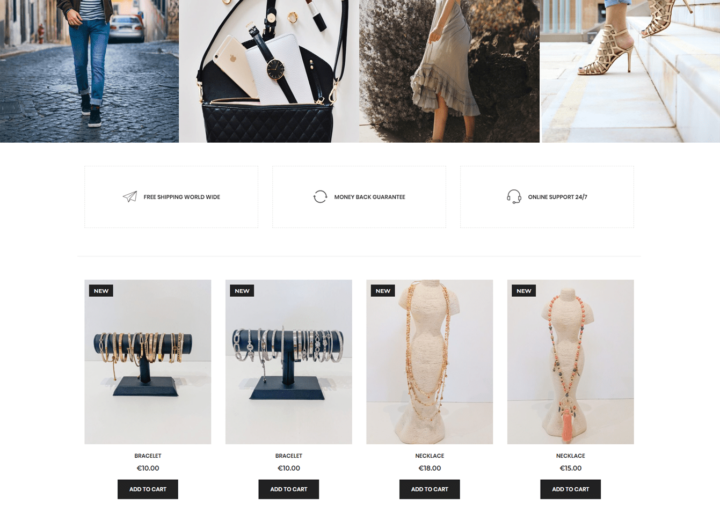 FREE SHIPPING WORLD WIDE
MONEY BACK GUARANTEE
ONLINE SUPPORT 24/7
NEW
NEW
NEW
NEW
BRACELET
BRACELET
NECKLACE
NECKLACE
€10.00
€10.00
€18.00
€15.00
ADD TO CART
ADD TO CART
ADD TO CART
ADD TO CART